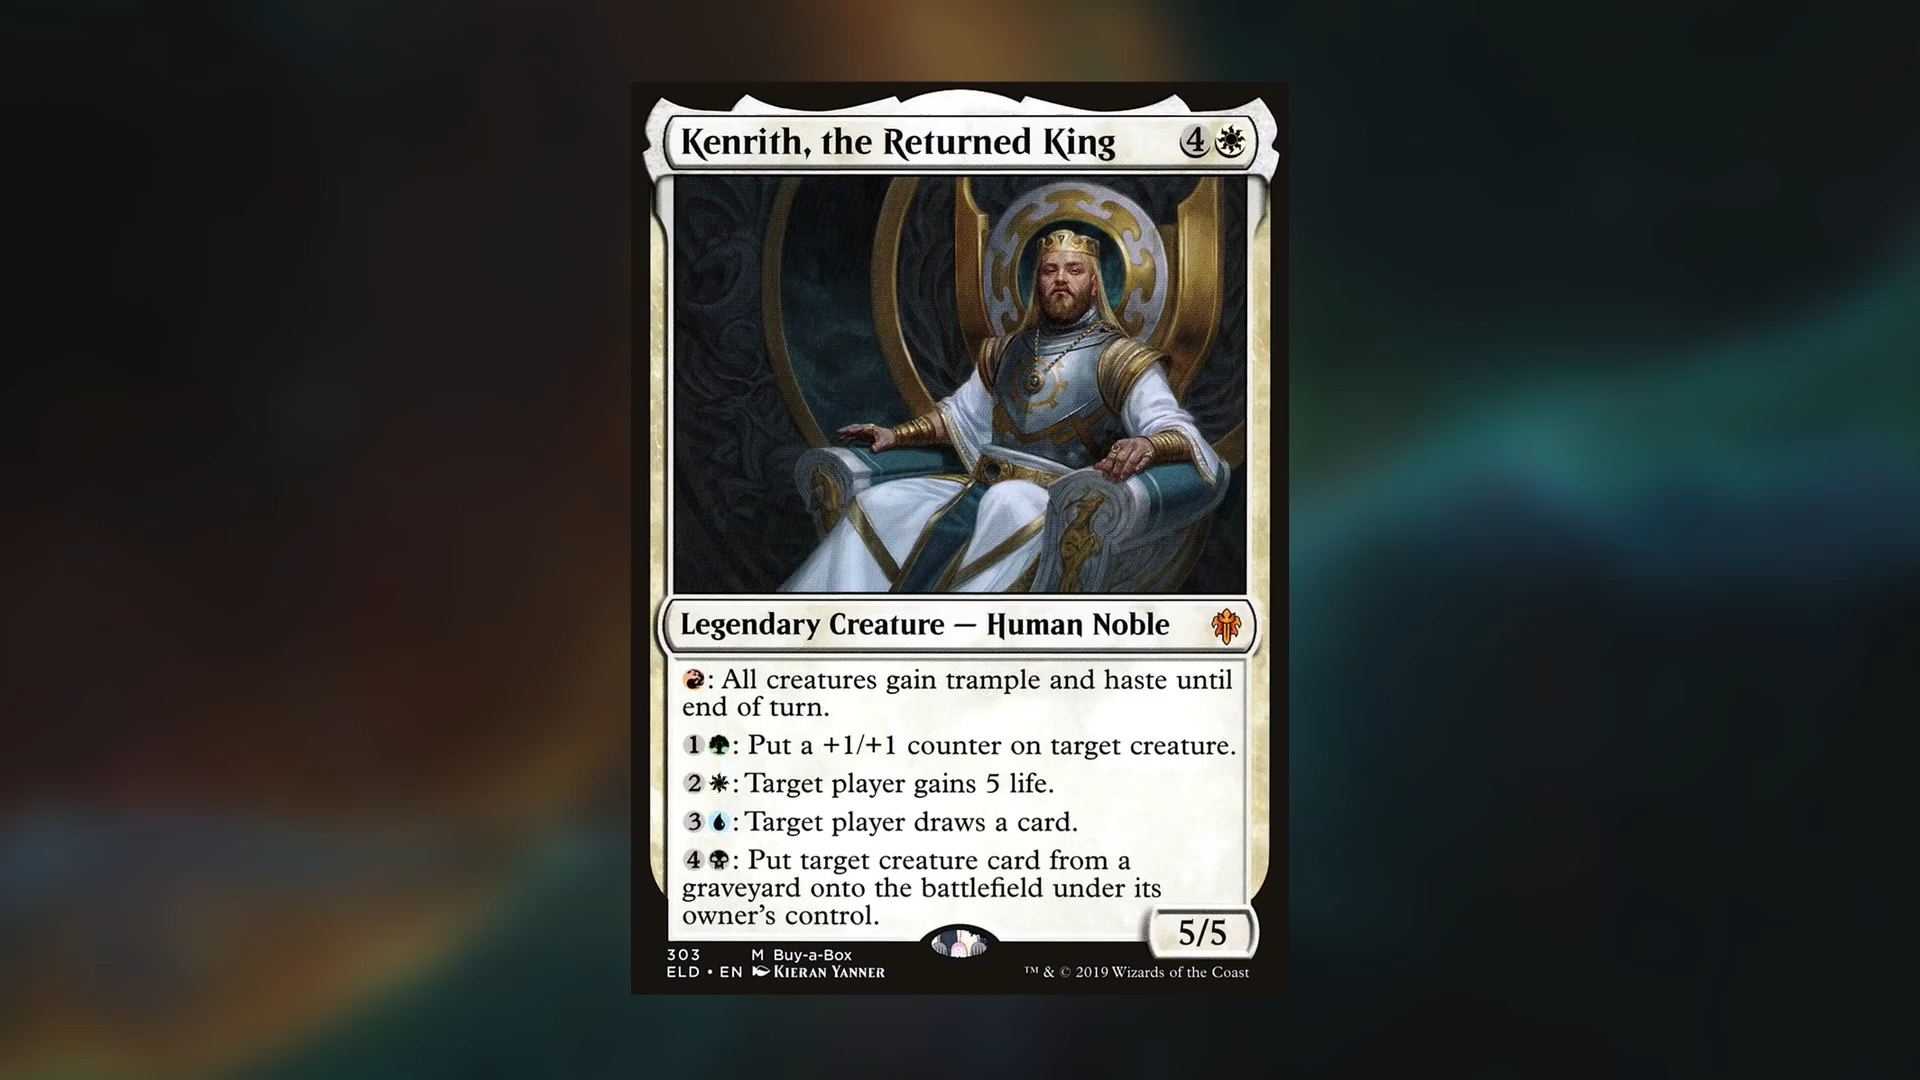 Kenrith, the Returned King 4
Legendary Creature — Human Noble
: All creatures gain trample and haste until
end of turn.
1 : Put a +1/+1 counter on target creature.
2 : Target player gains 5 life.
3 : Target player draws a card.
4 : Put target creature card from a
graveyard onto the battlefield under its
owner's control.
5/5
303 M Buy-a-Box
ELD • EN KIERAN YANNER
™ & © 2019 Wizards of the Coast